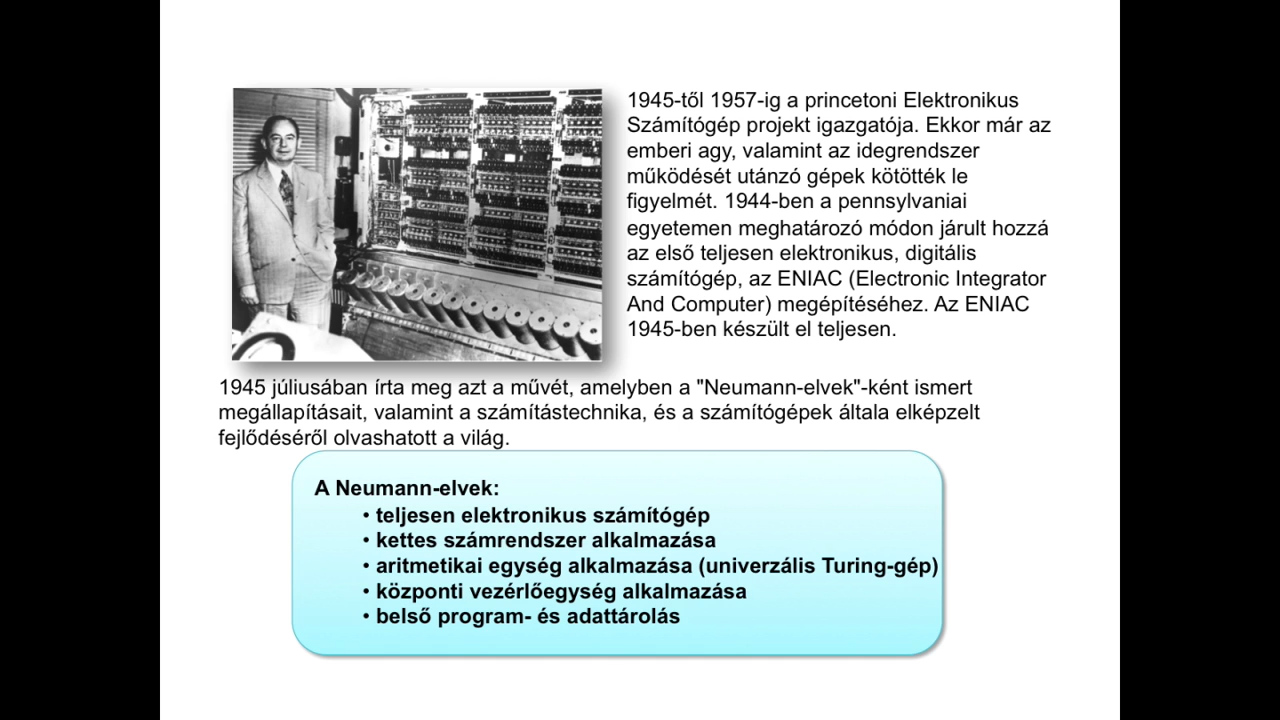 1945-től 1957-ig a princetoni Elektronikus
Számítógép projekt igazgatója. Ekkor már az
emberi agy, valamint az idegrendszer
működését utánzó gépek kötötték le
figyelmét. 1944-ben a pennsylvaniai
egyetemen meghatározó módon járult hozzá
az első teljesen elektronikus, digitális
számítógép, az ENIAC (Electronic Integrator
And Computer) megépítéséhez. Az ENIAC
1945-ben készült el teljesen.
1945 júliusában írta meg azt a művét, amelyben a "Neumann-elvek"-ként ismert
megállapításait, valamint a számítástechnika, és a számítógépek általa elképzelt
fejlődéséről olvashatott a világ.
A Neumann-elvek:
• teljesen elektronikus számítógép
• kettes számrendszer alkalmazása
• aritmetikai egység alkalmazása (univerzális Turing-gép)
• központi vezérlőegység alkalmazása
• belső program- és adattárolás